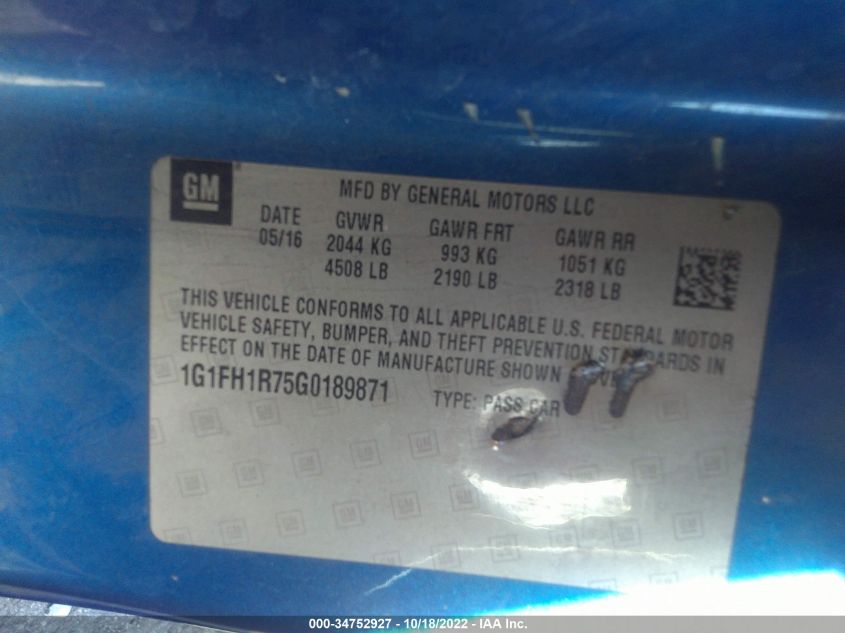 GM
MFD BY GENERAL MOTORS LLC
DATE GVWR GAWR FRT GAWR RR
05/16 2044 KG 993 KG 1051 KG
4508 LB 2190 LB 2318 LB
THIS VEHICLE CONFORMS TO ALL APPLICABLE U.S. FEDERAL MOTOR
VEHICLE SAFETY, BUMPER, AND THEFT PREVENTION IN
EFFECT ON THE DATE OF MANUFACTURE SHOWN
1G1FH1R75G0189871 TYPE: PASS CAR
000-34752927 - 10/18/2022 - IAA Inc.